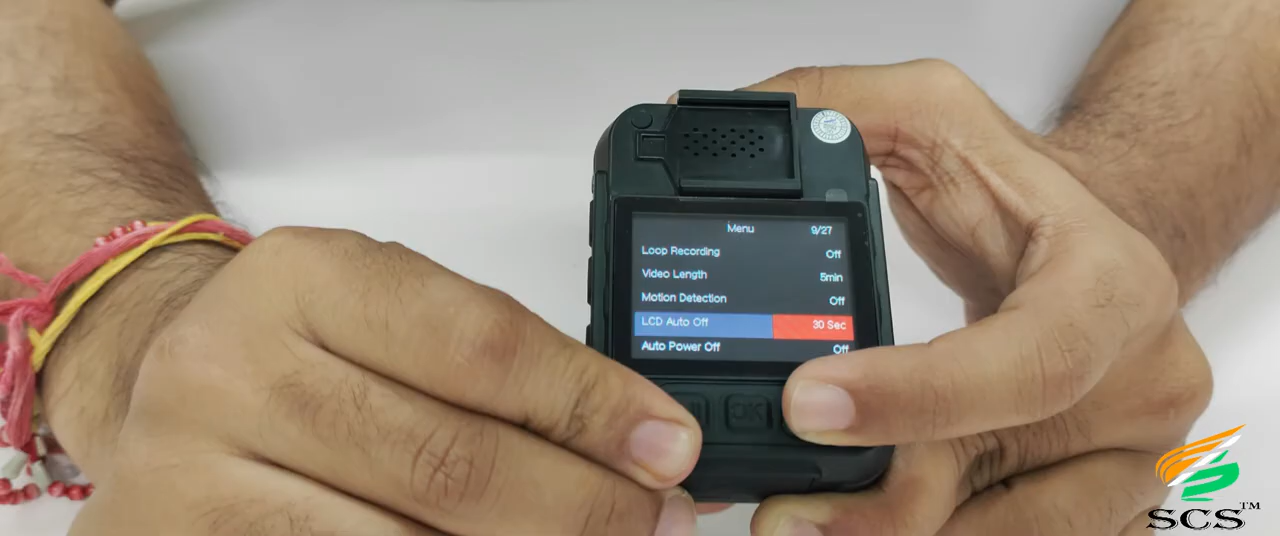 Menu 9/27
Loop Recording Off
Video Length 5min
Motion Detection Off
LCD Auto Off 30 Sec
Auto Power Off Off
OK
SCS™